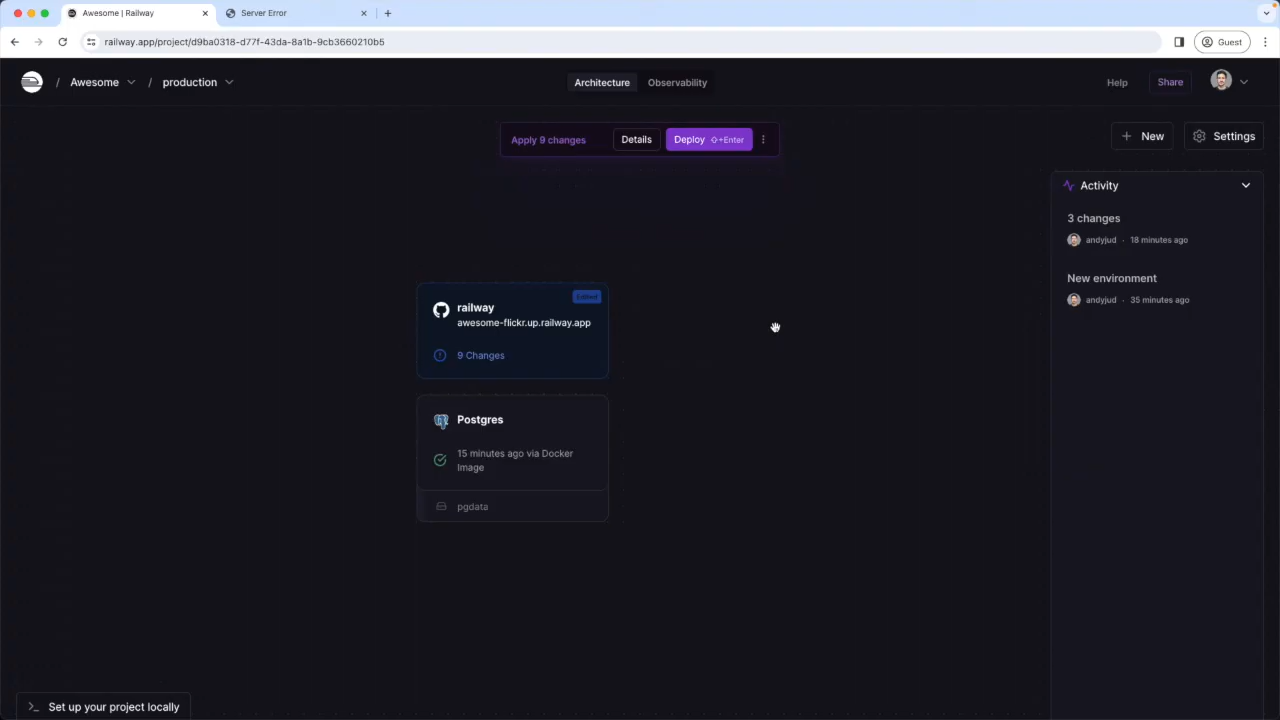 Awesome | Railway
Server Error
railway.app/project/d9ba0318-d77f-43da-8a1b-9cb3660210b5
Guest
/ Awesome / production
Architecture
Observability
Help
Share
Apply 9 changes
Details
Deploy ⇧+Enter
New
Settings
Activity
3 changes
andyjud · 18 minutes ago
New environment
andyjud · 35 minutes ago
railway
Edited
awesome-flickr.up.railway.app
9 Changes
Postgres
15 minutes ago via Docker
Image
pgdata
Set up your project locally